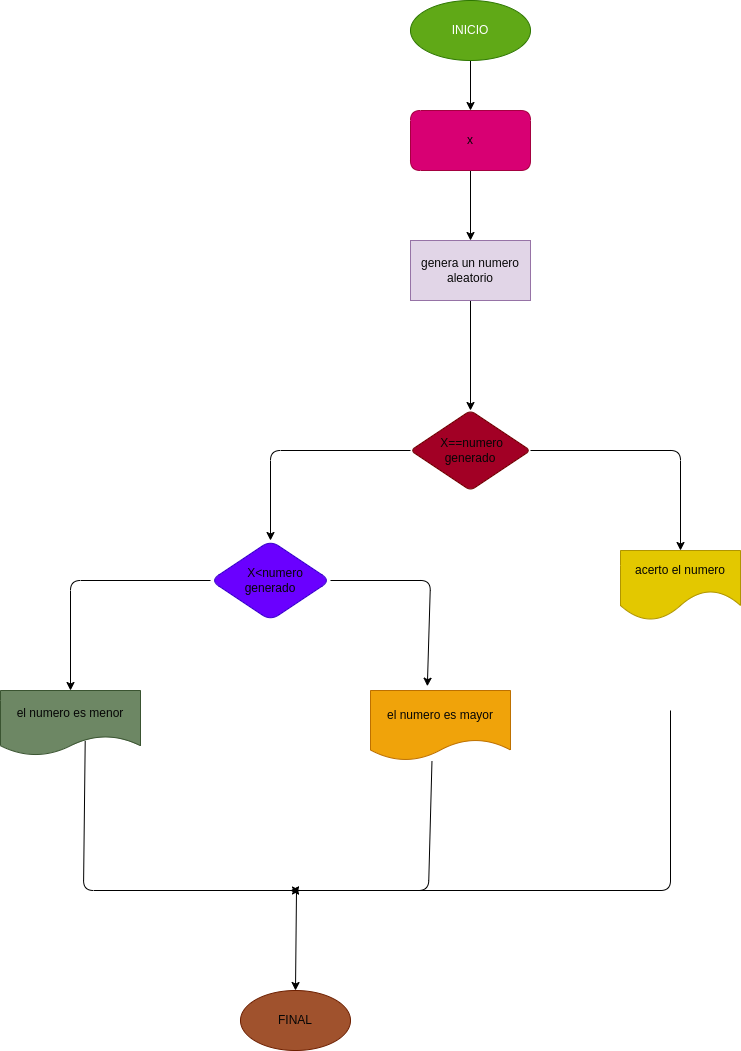 INICIO
x
genera un numero
aleatorio
X==numero
generado
X<numero
generado
acerto el numero
el numero es menor
el numero es mayor
FINAL